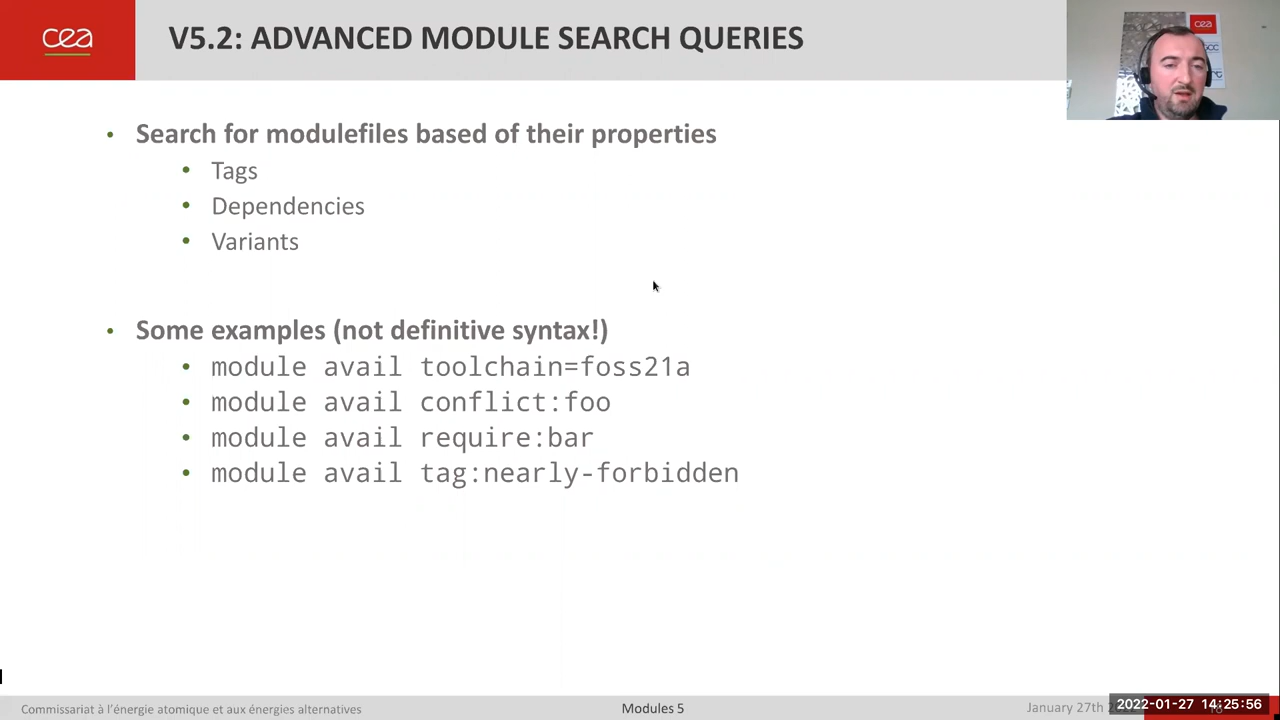 cea
V5.2: ADVANCED MODULE SEARCH QUERIES
cea
• Search for modulefiles based of their properties
• Tags
• Dependencies
• Variants
• Some examples (not definitive syntax!)
• module avail toolchain=foss21a
• module avail conflict:foo
• module avail require:bar
• module avail tag:nearly-forbidden
Commissariat à l'énergie atomique et aux énergies alternatives
Modules 5
January 27th
2022-01-27 14:25:56